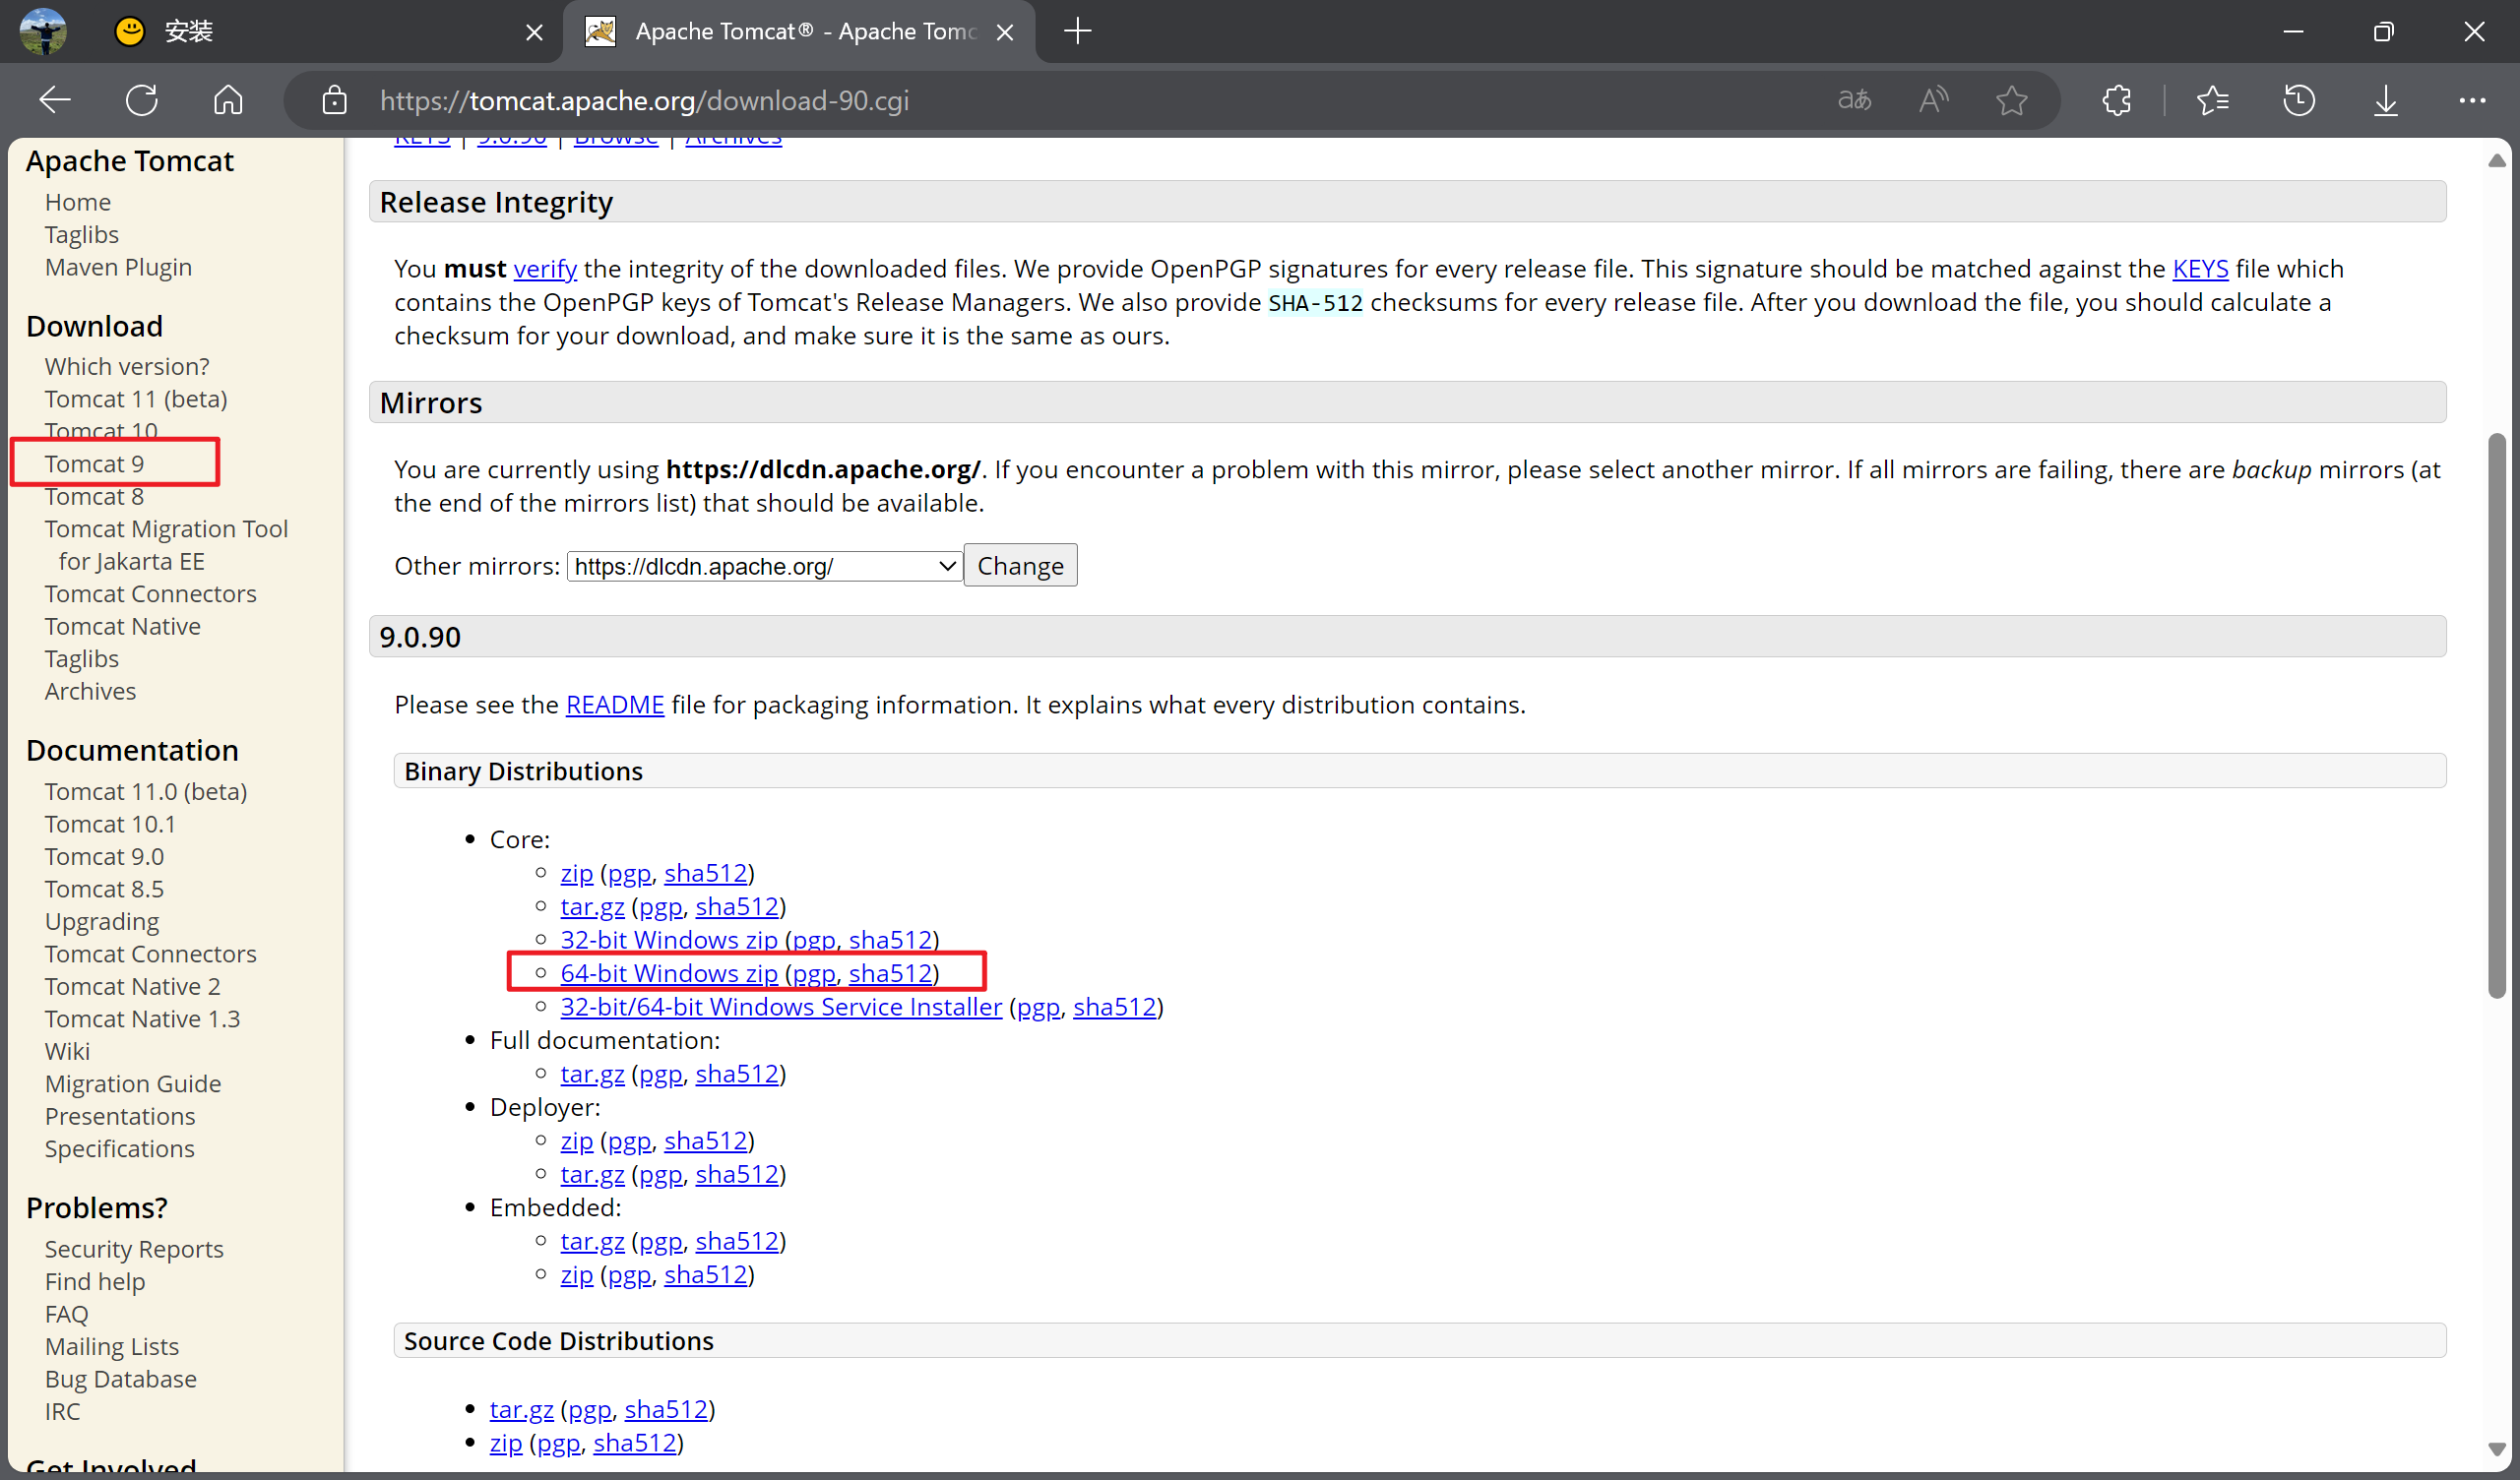 安装
Apache Tomcat® - Apache Tomc
https://tomcat.apache.org/download-90.cgi
Apache Tomcat
Home
Taglibs
Maven Plugin
Download
Which version?
Tomcat 11 (beta)
Tomcat 10
Tomcat 9
Tomcat 8
Tomcat Migration Tool
for Jakarta EE
Tomcat Connectors
Tomcat Native
Taglibs
Archives
Documentation
Tomcat 11.0 (beta)
Tomcat 10.1
Tomcat 9.0
Tomcat 8.5
Upgrading
Tomcat Connectors
Tomcat Native 2
Tomcat Native 1.3
Wiki
Migration Guide
Presentations
Specifications
Problems?
Security Reports
Find help
FAQ
Mailing Lists
Bug Database
IRC
Get Involved
KEYS | 9.0.90 | Browse | Archives
Release Integrity
You must verify the integrity of the downloaded files. We provide OpenPGP signatures for every release file. This signature should be matched against the KEYS file which
contains the OpenPGP keys of Tomcat's Release Managers. We also provide SHA-512 checksums for every release file. After you download the file, you should calculate a
checksum for your download, and make sure it is the same as ours.
Mirrors
You are currently using https://dlcdn.apache.org/. If you encounter a problem with this mirror, please select another mirror. If all mirrors are failing, there are backup mirrors (at
the end of the mirrors list) that should be available.
Other mirrors: https://dlcdn.apache.org/ Change
9.0.90
Please see the README file for packaging information. It explains what every distribution contains.
Binary Distributions
Core:
zip (pgp, sha512)
tar.gz (pgp, sha512)
32-bit Windows zip (pgp, sha512)
64-bit Windows zip (pgp, sha512)
32-bit/64-bit Windows Service Installer (pgp, sha512)
Full documentation:
tar.gz (pgp, sha512)
Deployer:
zip (pgp, sha512)
tar.gz (pgp, sha512)
Embedded:
tar.gz (pgp, sha512)
zip (pgp, sha512)
Source Code Distributions
tar.gz (pgp, sha512)
zip (pgp, sha512)